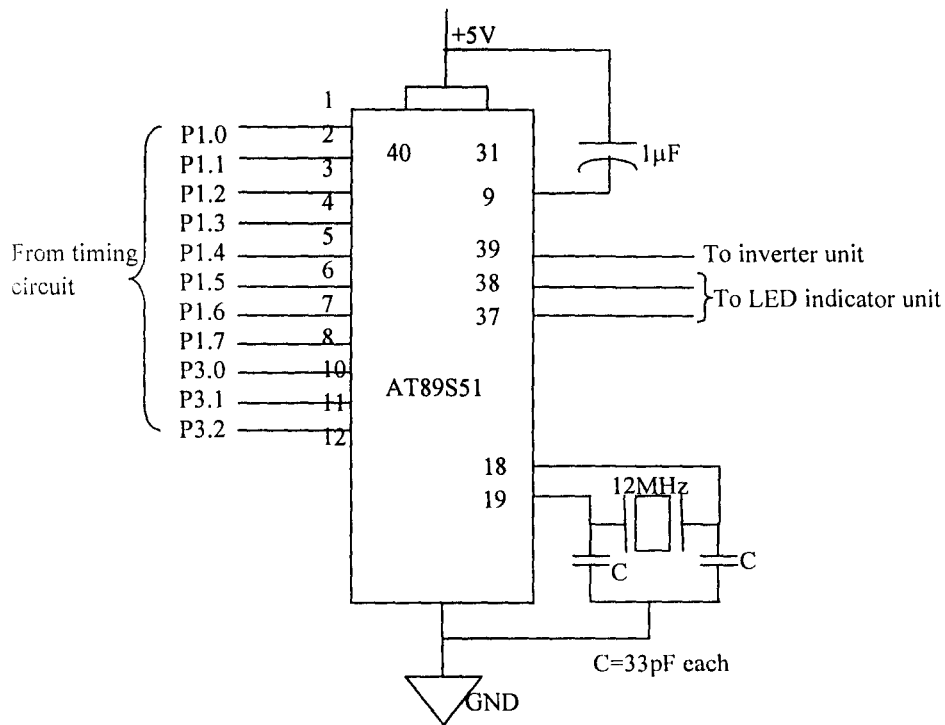 +5V
1
P1.0
2
P1.1
3
P1.2
4
P1.3
5
P1.4
6
P1.5
7
P1.6
8
P1.7
10
P3.0
11
P3.1
12
P3.2
From timing
circuit
40
31
9
39
38
37
1µF
To inverter unit
To LED indicator unit
AT89S51
18
19
12MHz
C
C
C=33pF each
GND